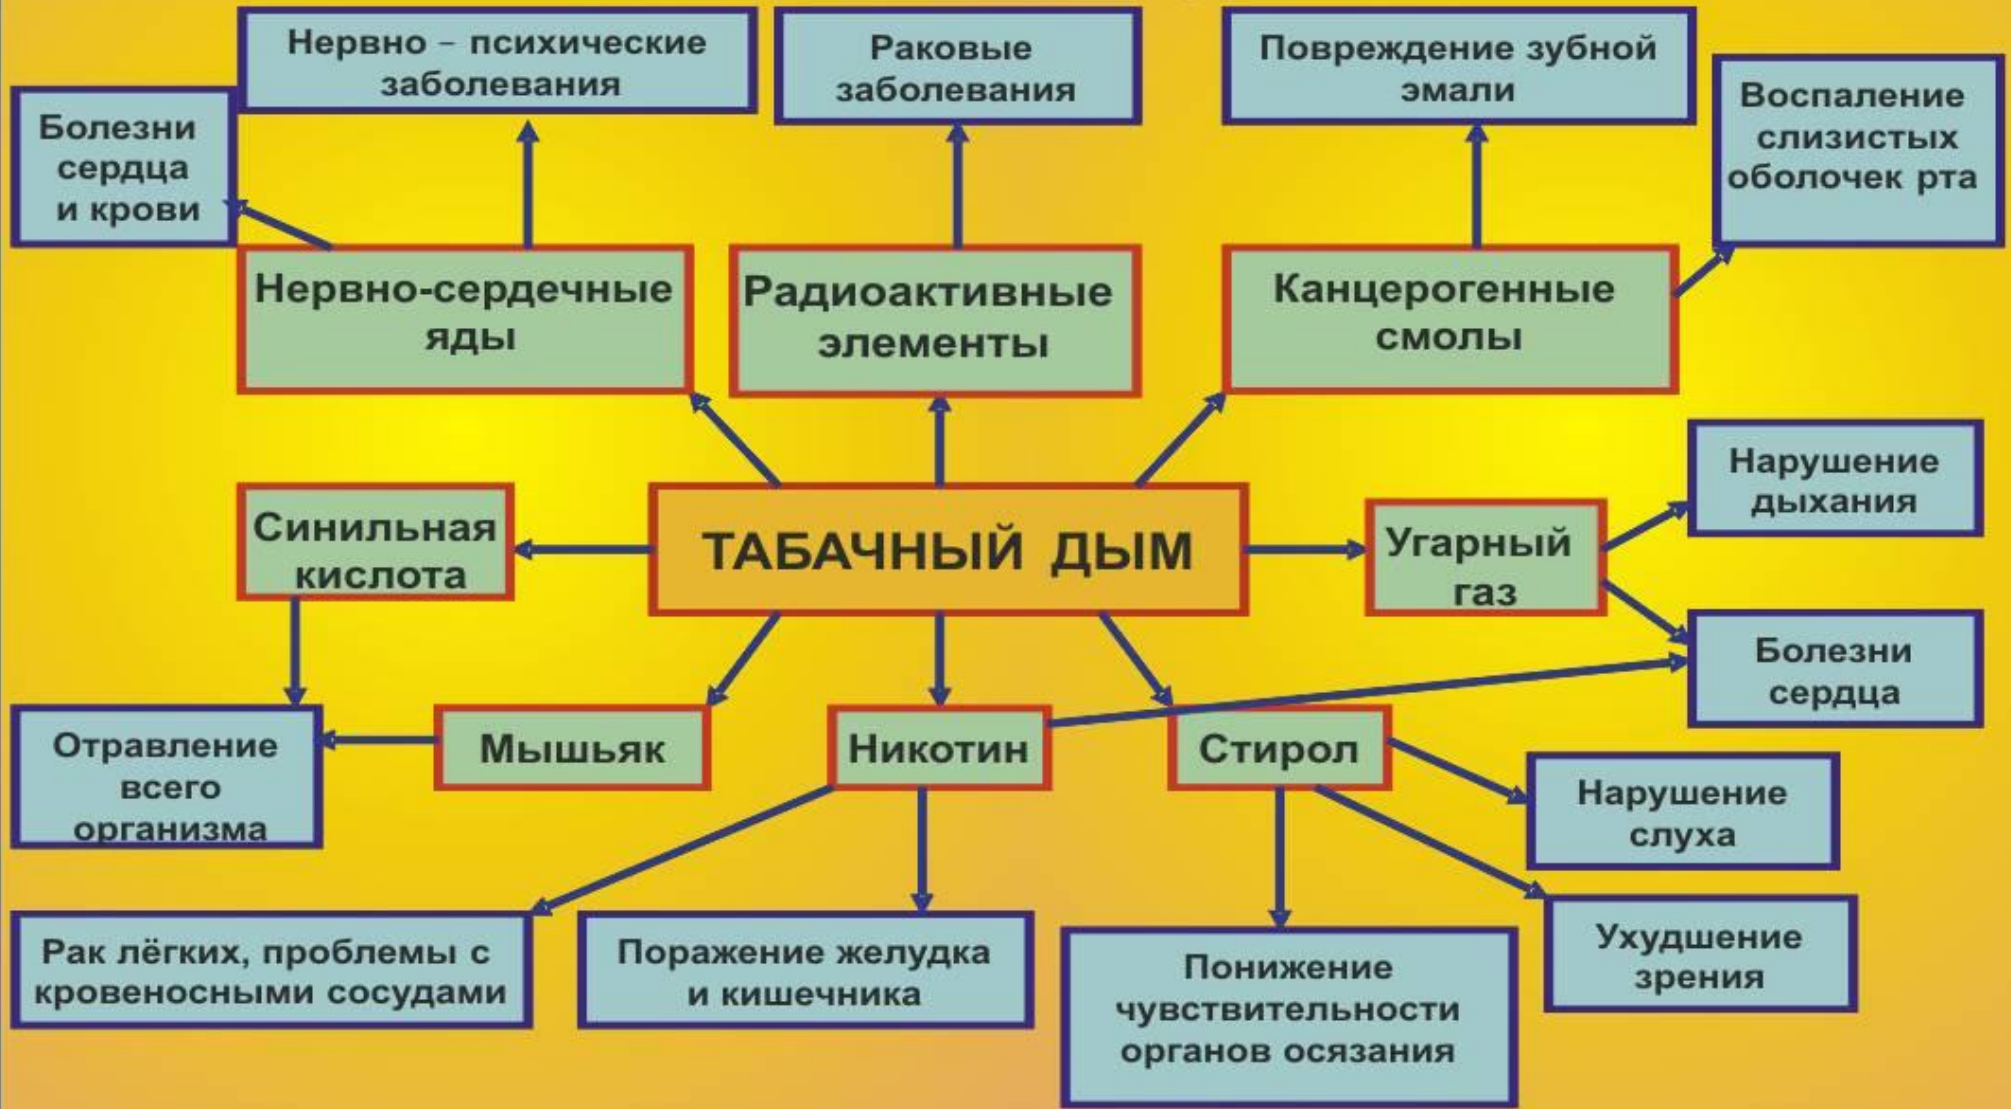 Нервно – психические
заболевания
Раковые
заболевания
Повреждение зубной
эмали
Воспаление
слизистых
оболочек рта
Болезни
сердца
и крови
Нервно-сердечные
яды
Радиоактивные
элементы
Канцерогенные
смолы
Синильная
кислота
ТАБАЧНЫЙ ДЫМ
Угарный
газ
Нарушение
дыхания
Болезни
сердца
Отравление
всего
организма
Мышьяк
Никотин
Стирол
Нарушение
слуха
Рак лёгких, проблемы с
кровеносными сосудами
Поражение желудка
и кишечника
Понижение
чувствительности
органов осязания
Ухудшение
зрения